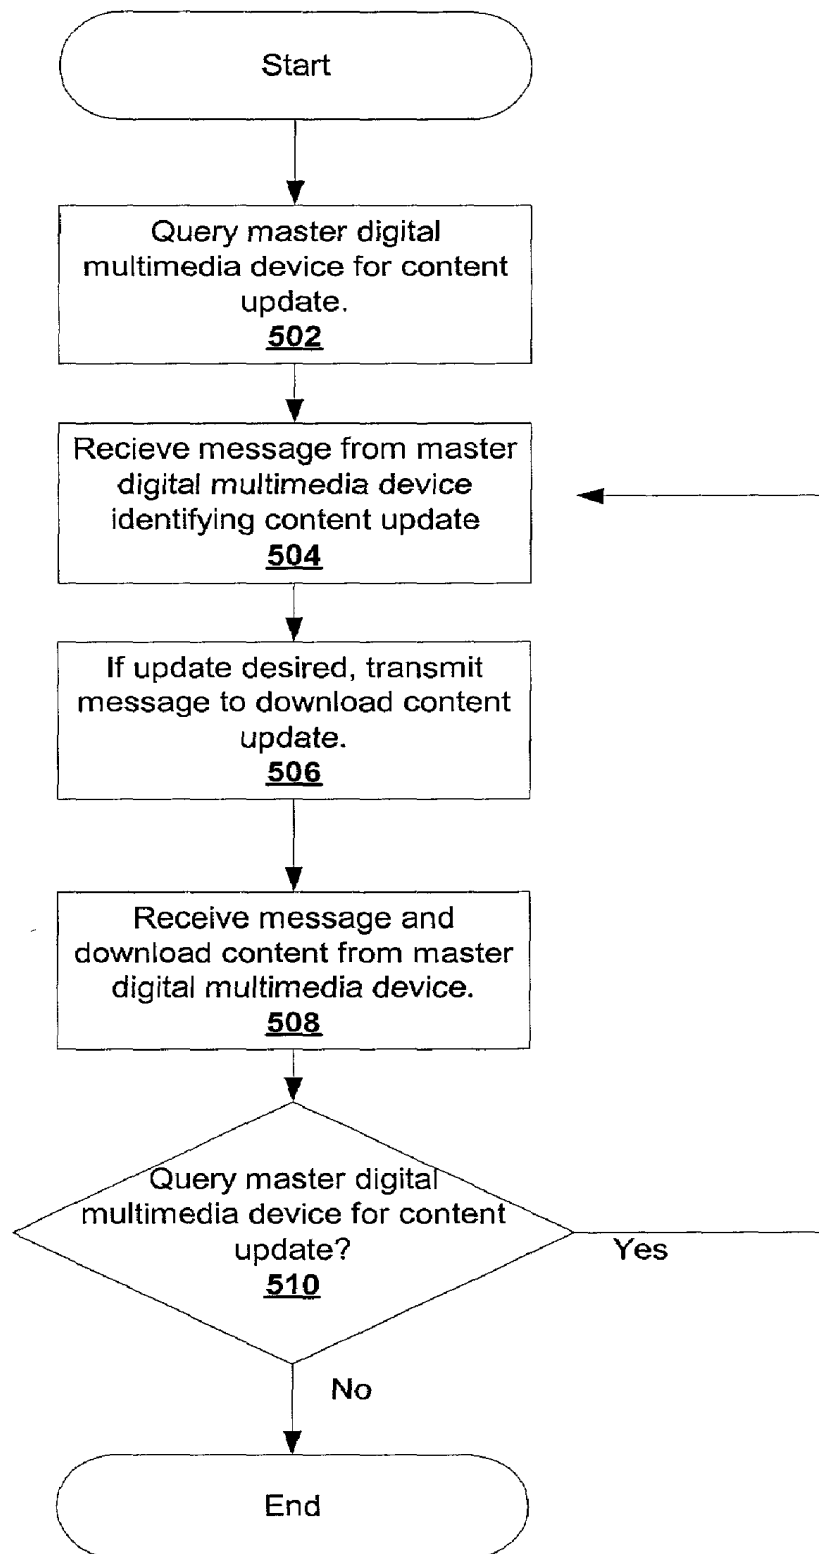 Start
Query master digital
multimedia device for content
update.
502
Recieve message from master
digital multimedia device
identifying content update
504
If update desired, transmit
message to download content
update.
506
Receive message and
download content from master
digital multimedia device.
508
Query master digital
multimedia device for content
update?
510
Yes
No
End